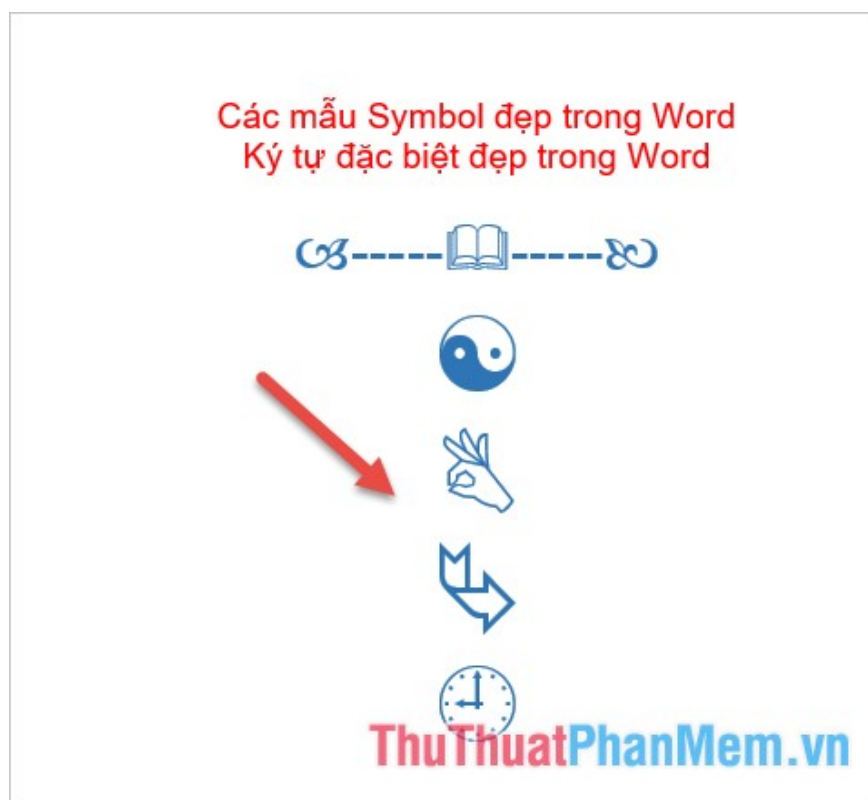 Các mẫu Symbol đẹp trong Word
Ký tự đặc biệt đẹp trong Word
ThuThuatPhanMem.vn